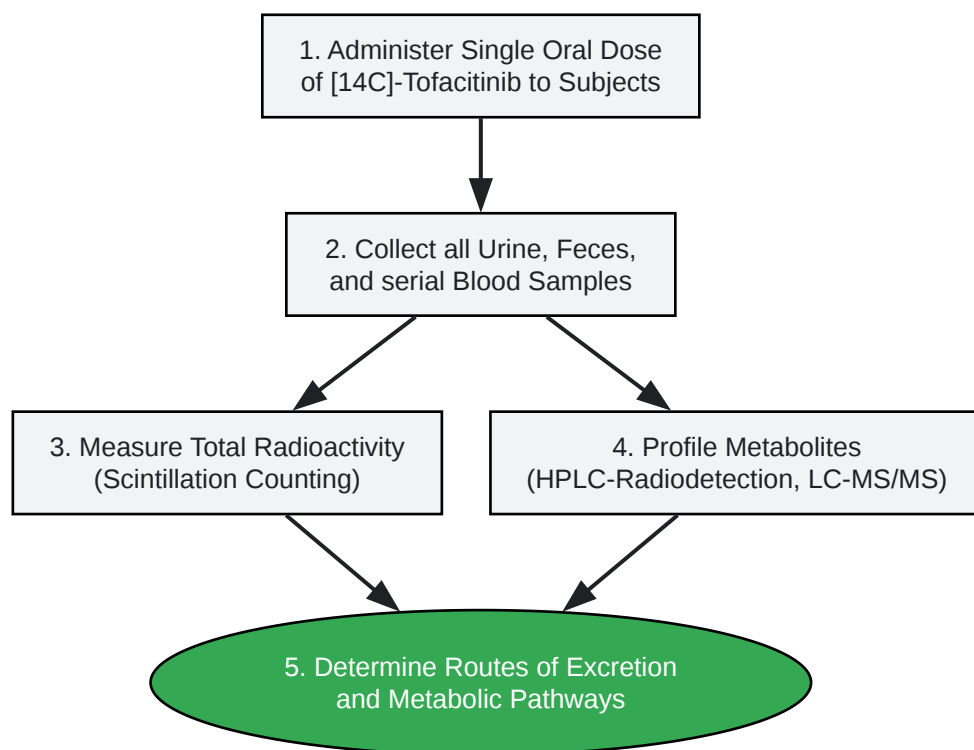 1. Administer Single Oral Dose
of [14C]-Tofacitinib to Subjects
2. Collect all Urine, Feces,
and serial Blood Samples
3. Measure Total Radioactivity
(Scintillation Counting)
4. Profile Metabolites
(HPLC-Radiodetection, LC-MS/MS)
5. Determine Routes of Excretion
and Metabolic Pathways